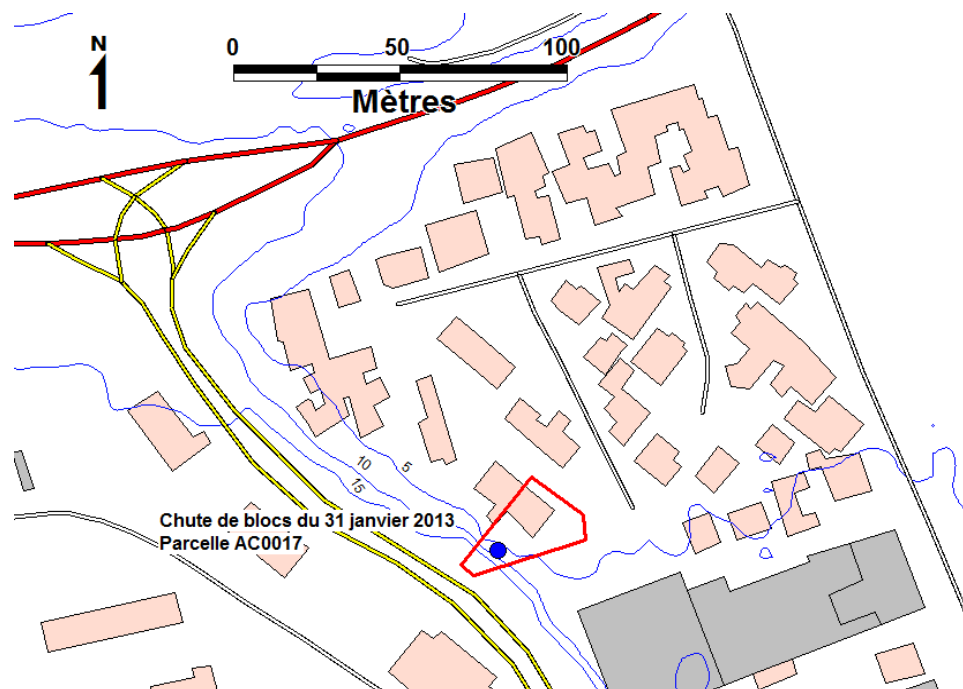 N
0 50 100
Mètres
10
5
15
Chute de blocs du 31 janvier 2013
Parcelle AC0017